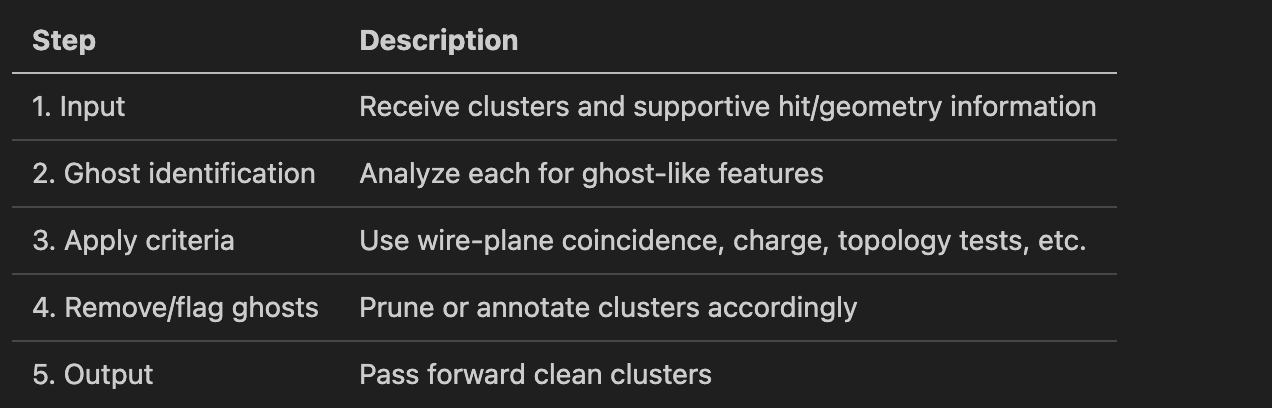 Step Description
1. Input Receive clusters and supportive hit/geometry information
2. Ghost identification Analyze each for ghost-like features
3. Apply criteria Use wire-plane coincidence, charge, topology tests, etc.
4. Remove/flag ghosts Prune or annotate clusters accordingly
5. Output Pass forward clean clusters